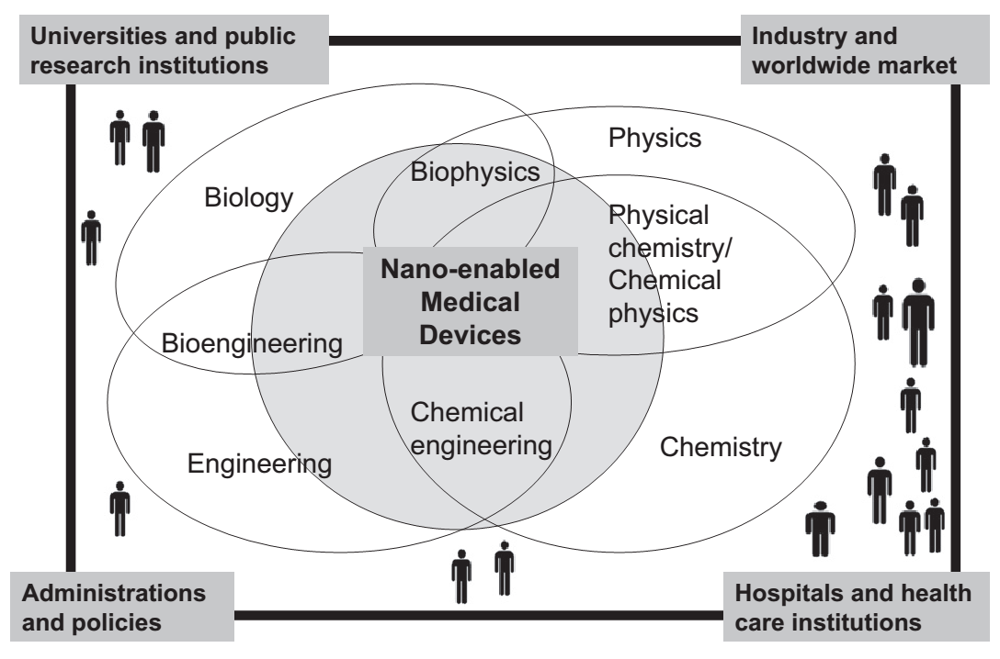 Universities and public
research institutions
Industry and
worldwide market
Physics
Biophysics
Biology
Physical
chemistry/
Chemical
physics
Nano-enabled
Medical
Devices
Bioengineering
Chemical
engineering
Engineering
Chemistry
Administrations
and policies
Hospitals and health
care institutions